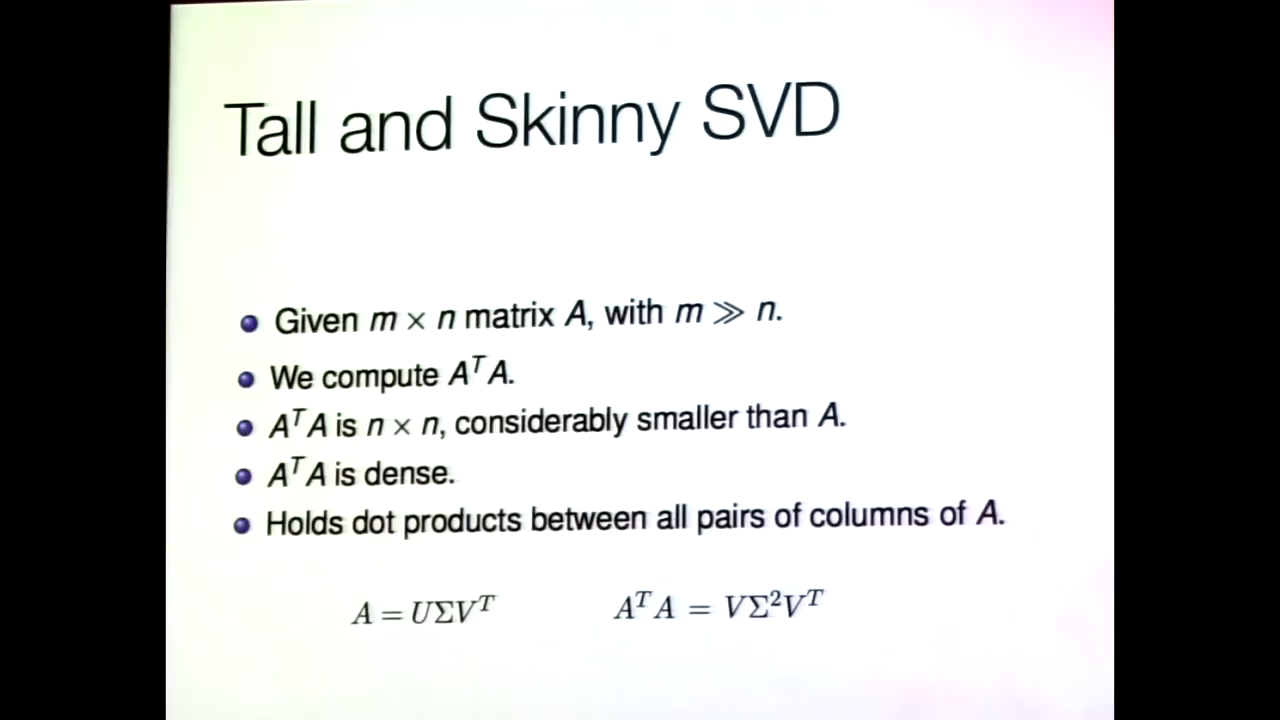 Tall and Skinny SVD
Given m × n matrix A, with m ≫ n.
We compute AᵀA.
AᵀA is n × n, considerably smaller than A.
AᵀA is dense.
Holds dot products between all pairs of columns of A.
A = UΣVᵀ
AᵀA = VΣ²Vᵀ